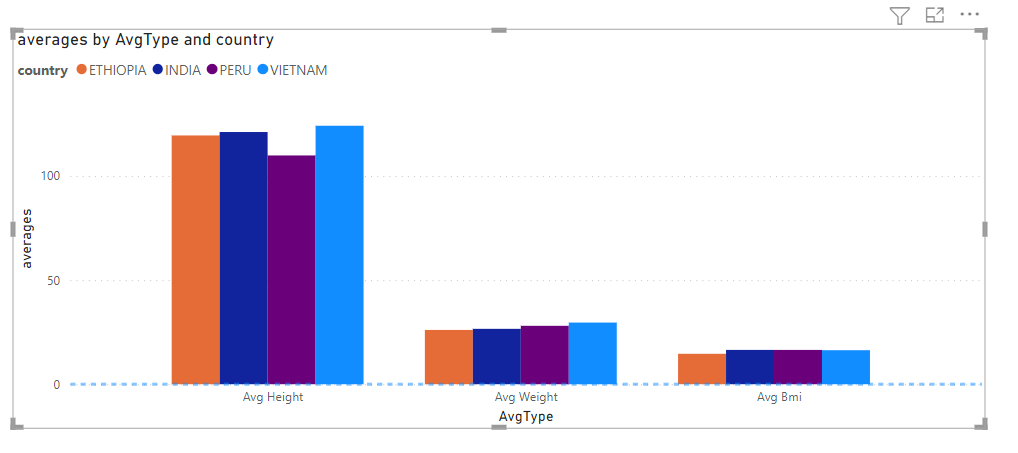 averages by AvgType and country
country ETHIOPIA INDIA PERU VIETNAM
100
50
0
averages
Avg Height Avg Weight Avg Bmi
AvgType